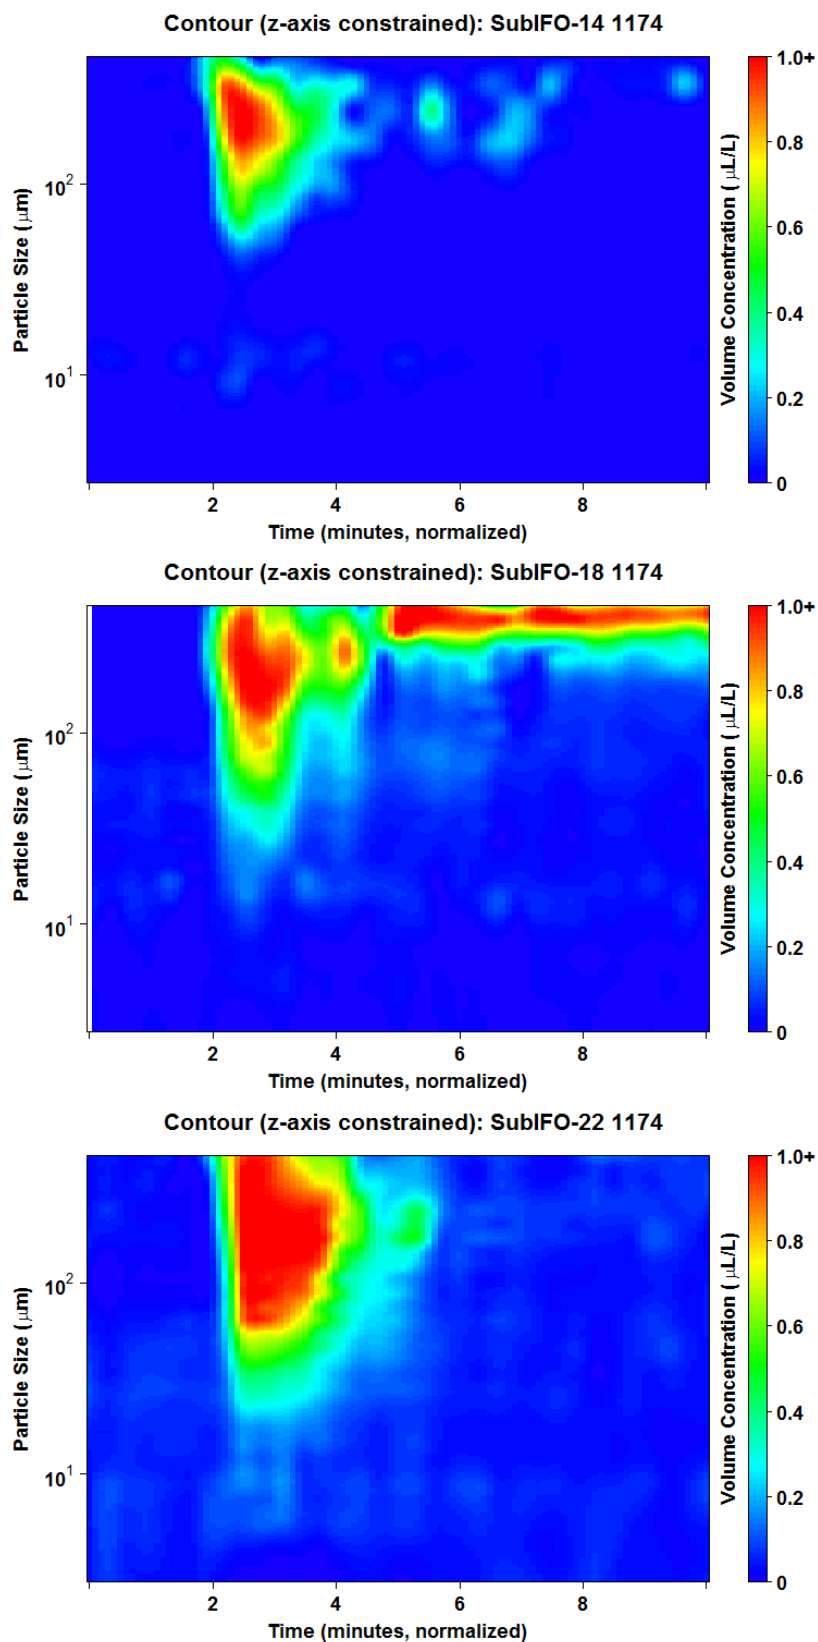 Contour (z-axis constrained): SubIFO-14 1174
Particle Size (μm)
10²
10¹
2 4 6 8
Time (minutes, normalized)
Volume Concentration ( μL/L)
1.0+
0.8
0.6
0.4
0.2
0
Contour (z-axis constrained): SubIFO-18 1174
Particle Size (μm)
10²
10¹
2 4 6 8
Time (minutes, normalized)
Volume Concentration ( μL/L)
1.0+
0.8
0.6
0.4
0.2
0
Contour (z-axis constrained): SubIFO-22 1174
Particle Size (μm)
10²
10¹
2 4 6 8
Time (minutes, normalized)
Volume Concentration ( μL/L)
1.0+
0.8
0.6
0.4
0.2
0